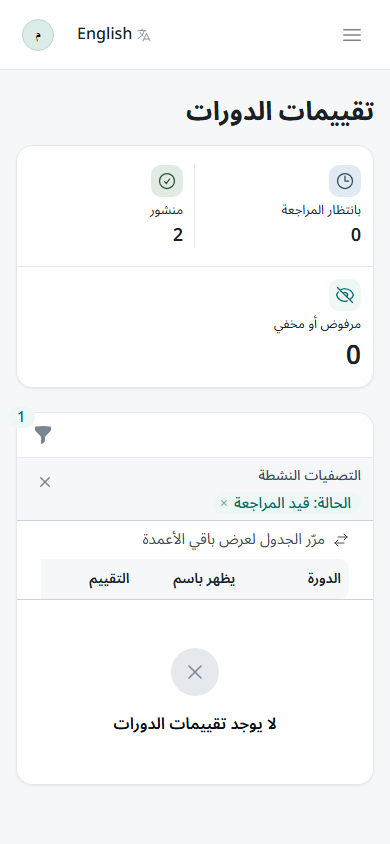 English
م
تقييمات الدورات
بانتظار المراجعة
0
منشور
2
مرفوض أو مخفي
0
1
التصفيات النشطة
الحالة: قيد المراجعة ×
مرّر الجدول لعرض باقي الأعمدة
الدورة يظهر باسم التقييم
لا يوجد تقييمات الدورات